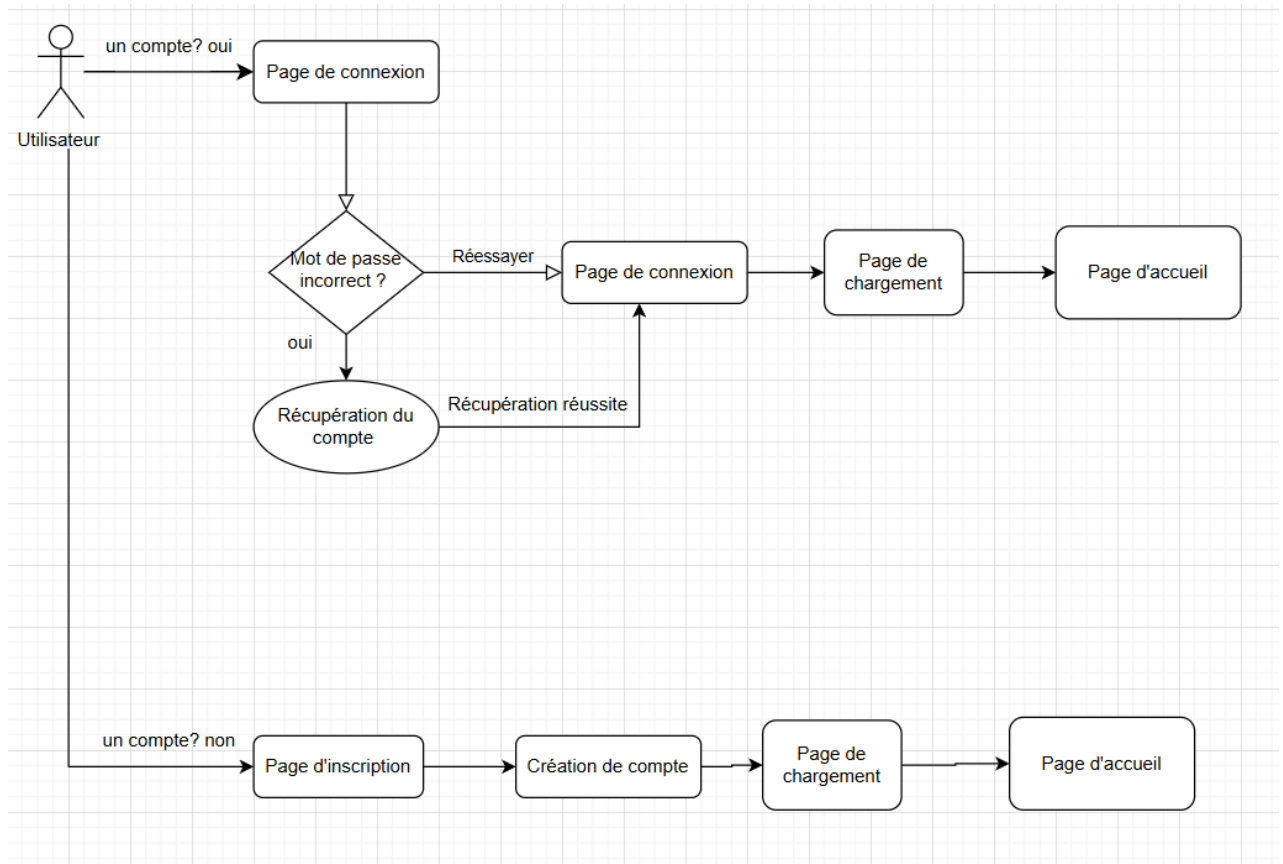 un compte? oui
Page de connexion
Utilisateur
Mot de passe
incorrect ?
Réessayer
Page de connexion
Page de
chargement
Page d'accueil
oui
Récupération du
compte
Récupération réussite
un compte? non
Page d'inscription
Création de compte
Page de
chargement
Page d'accueil